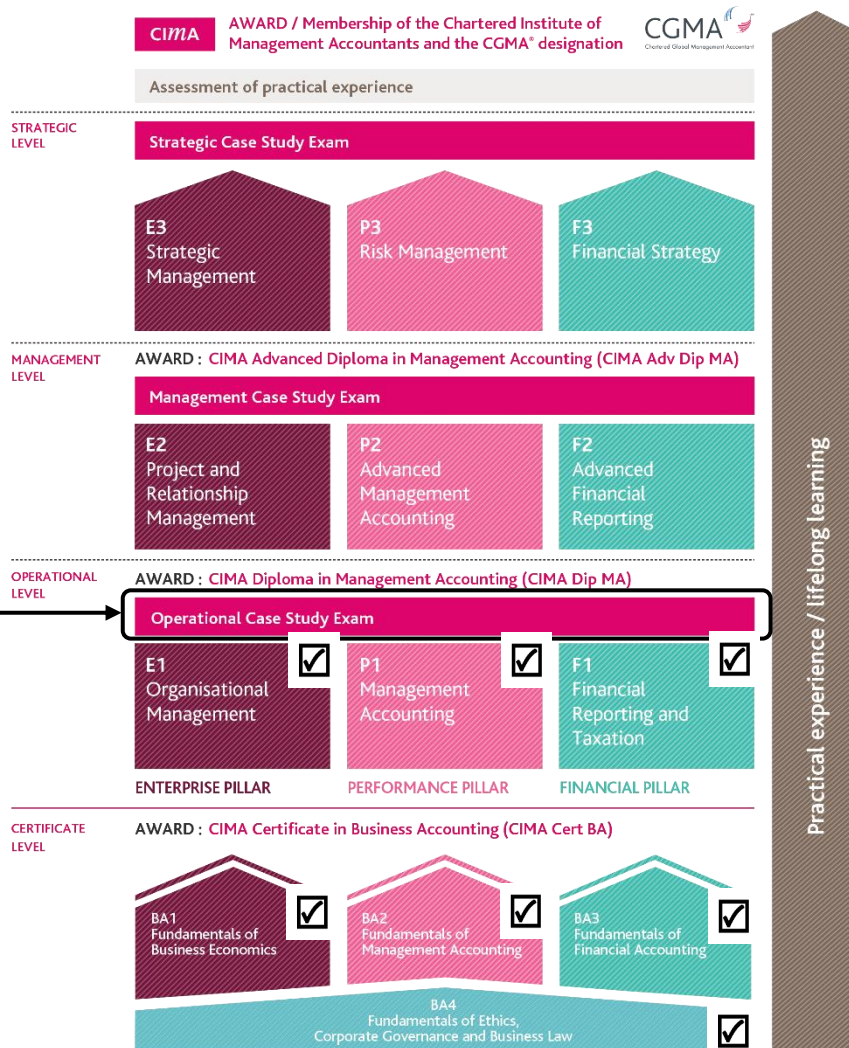 CIMA
AWARD / Membership of the Chartered Institute of
Management Accountants and the CGMA® designation
CGMA
Chartered Global Management Accountant
Assessment of practical experience
STRATEGIC
LEVEL
Strategic Case Study Exam
E3
Strategic
Management
P3
Risk Management
F3
Financial Strategy
MANAGEMENT
LEVEL
AWARD : CIMA Advanced Diploma in Management Accounting (CIMA Adv Dip MA)
Management Case Study Exam
E2
Project and
Relationship
Management
P2
Advanced
Management
Accounting
F2
Advanced
Financial
Reporting
OPERATIONAL
LEVEL
AWARD : CIMA Diploma in Management Accounting (CIMA Dip MA)
Operational Case Study Exam
E1
Organisational
Management
P1
Management
Accounting
F1
Financial
Reporting and
Taxation
ENTERPRISE PILLAR
PERFORMANCE PILLAR
FINANCIAL PILLAR
CERTIFICATE
LEVEL
AWARD : CIMA Certificate in Business Accounting (CIMA Cert BA)
BA1
Fundamentals of
Business Economics
BA2
Fundamentals of
Management Accounting
BA3
Fundamentals of
Financial Accounting
BA4
Fundamentals of Ethics,
Corporate Governance and Business Law
Practical experience / lifelong learning